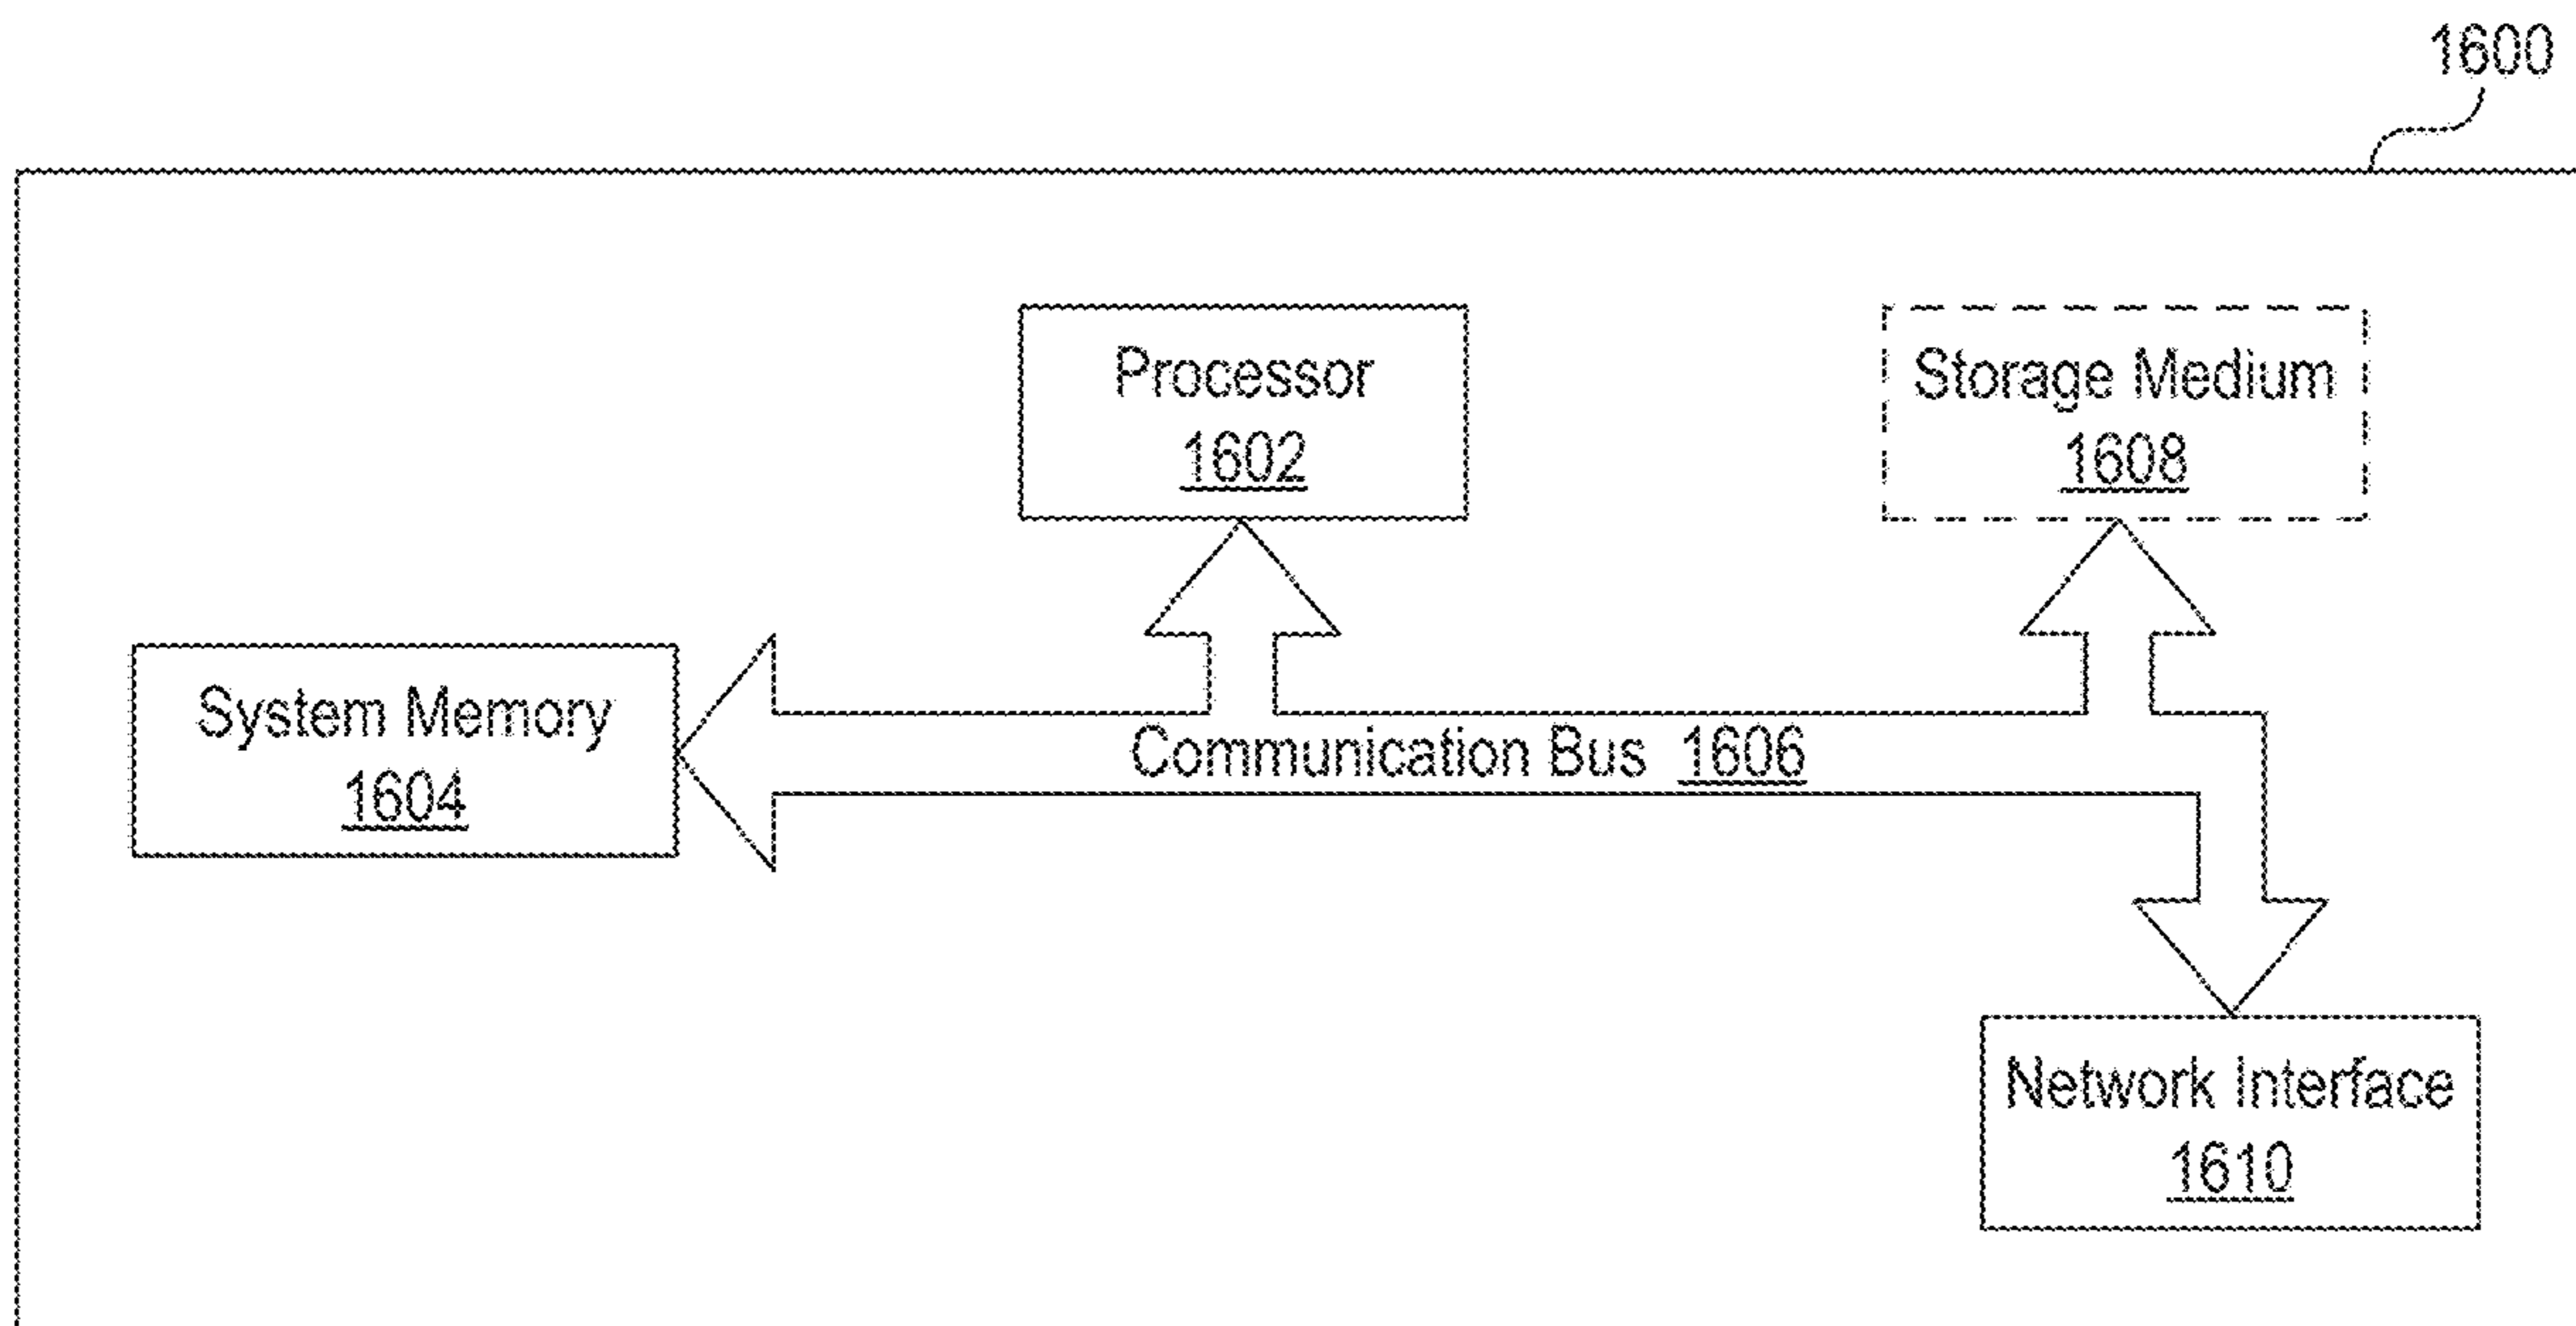 1600
Processor
1602
Storage Medium
1608
System Memory
1604
Communication Bus 1606
Network Interface
1610